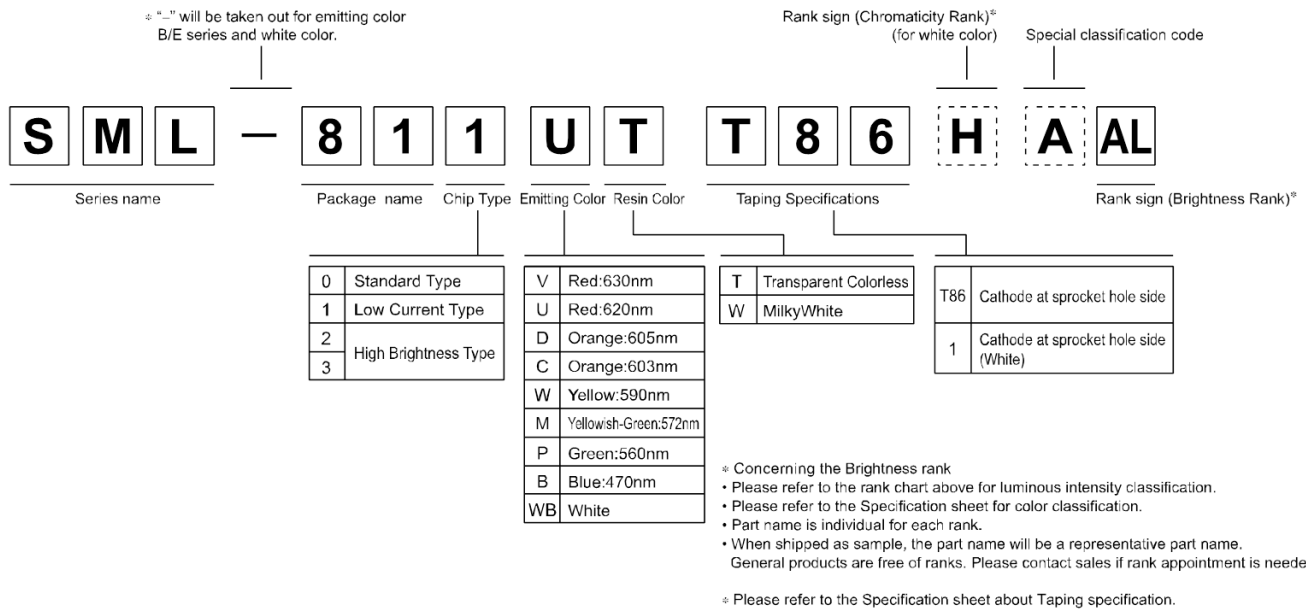 * “–” will be taken out for emitting color
B/E series and white color.
Rank sign (Chromaticity Rank)*
(for white color)
Special classification code
S M L – 8 1 1 U T T 8 6 H A AL
Series name
Package name
Chip Type
Emitting Color
Resin Color
Taping Specifications
Rank sign (Brightness Rank)*
0 Standard Type
1 Low Current Type
2
3
High Brightness Type
V Red:630nm
U Red:620nm
D Orange:605nm
C Orange:603nm
W Yellow:590nm
M Yellowish-Green:572nm
P Green:560nm
B Blue:470nm
WB White
T Transparent Colorless
W MilkyWhite
T86 Cathode at sprocket hole side
1 Cathode at sprocket hole side
(White)
* Concerning the Brightness rank
• Please refer to the rank chart above for luminous intensity classification.
• Please refer to the Specification sheet for color classification.
• Part name is individual for each rank.
• When shipped as sample, the part name will be a representative part name.
General products are free of ranks. Please contact sales if rank appointment is neede
* Please refer to the Specification sheet about Taping specification.